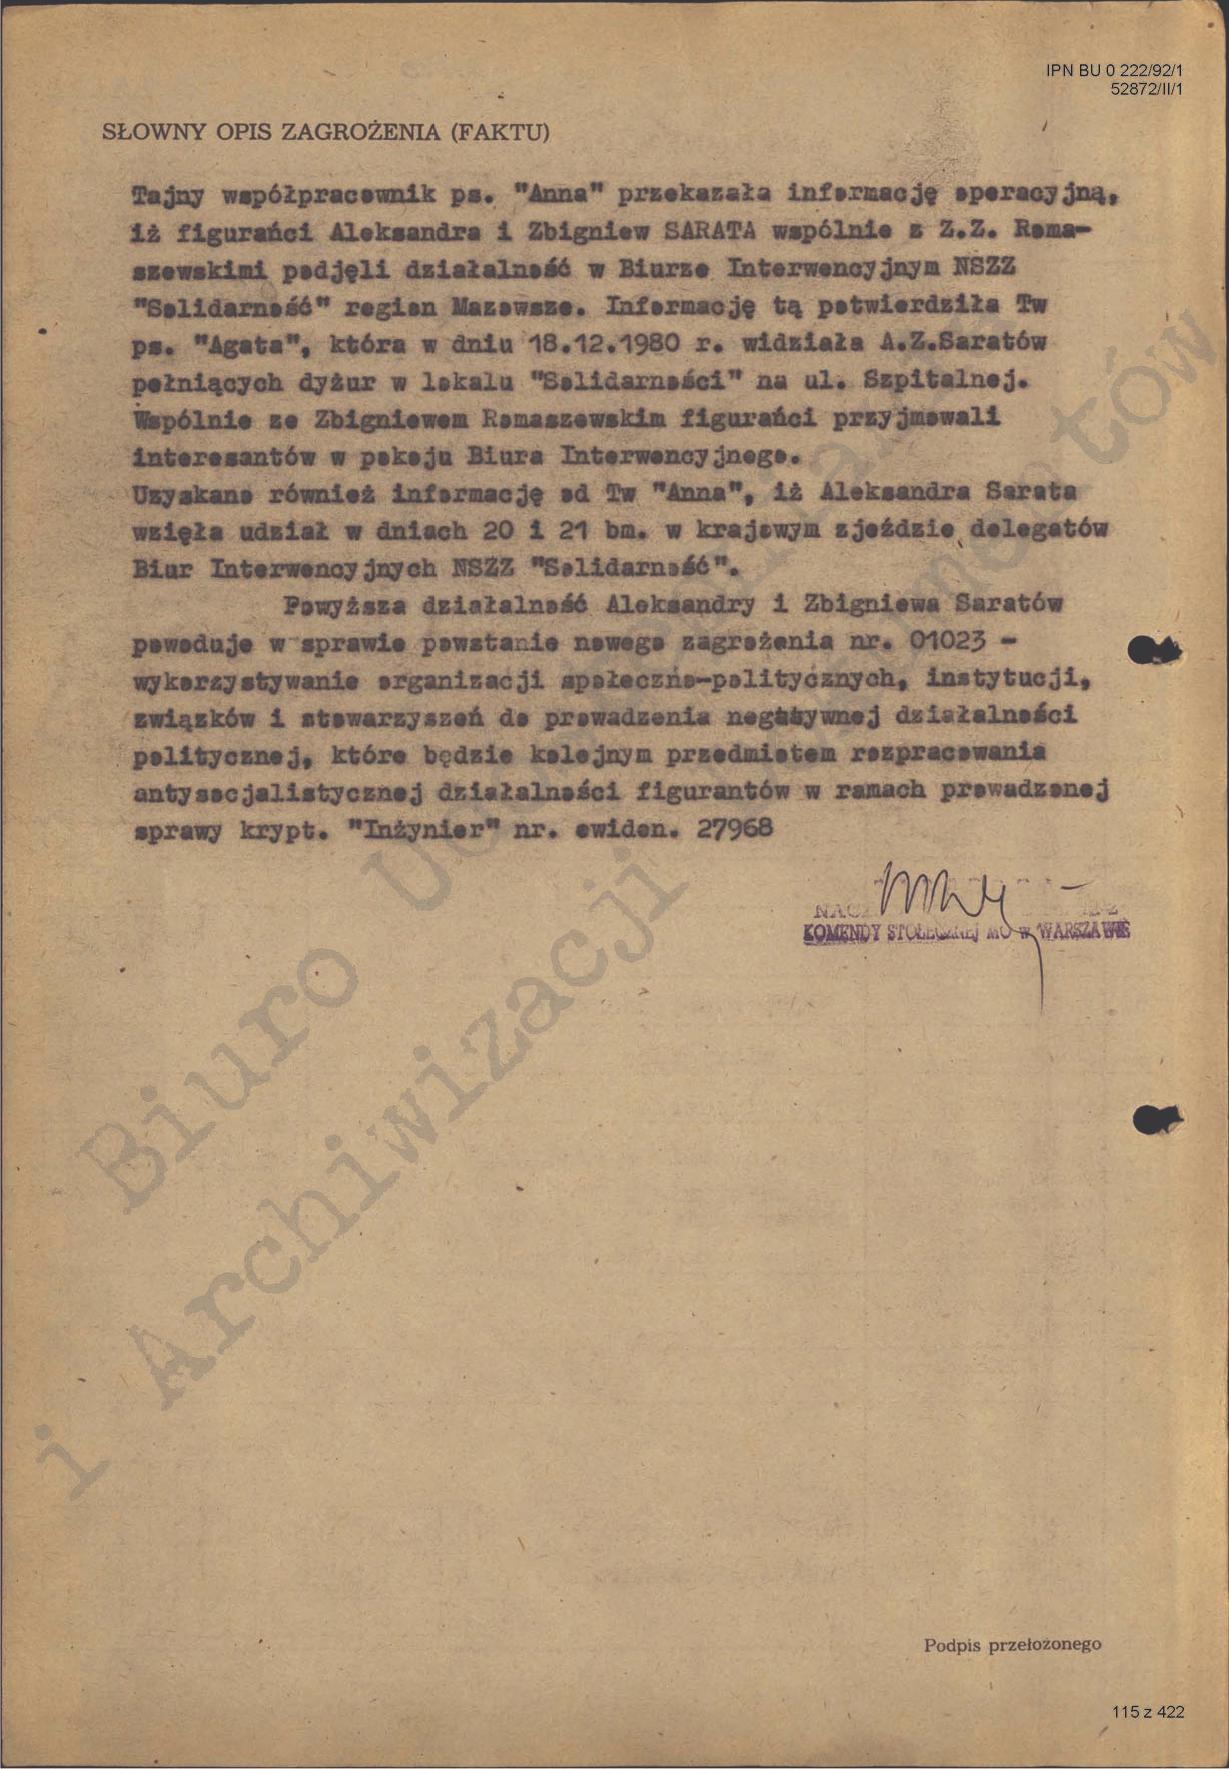 IPN BU 0 222/92/1
52872/II/1
SŁOWNY OPIS ZAGROŻENIA (FAKTU)
Tajny współpracownik ps. "Anna" przekazała informację operacyjną,
iż figurańci Aleksandra i Zbigniew SARATA wspólnie z Z.Z. Roma-
szewskimi podjęli działalność w Biurze Interwencyjnym NSZZ
"Solidarność" region Mazowsze. Informację tą potwierdziła Tw
ps. "Agata", która w dniu 18.12.1980 r. widziała A.Z.Saratów
pełniących dyżur w lokalu "Solidarności" na ul. Szpitalnej.
Wspólnie ze Zbigniewem Romaszewskim figurańci przyjmowali
interesantów w pokoju Biura Interwencyjnego.
Uzyskano również informację od Tw "Anna", iż Aleksandra Sarata
wzięła udział w dniach 20 i 21 bm. w krajowym zjeździe delegatów
Biur Interwencyjnych NSZZ "Solidarność".
Powyższa działalność Aleksandry i Zbigniewa Saratów
powoduje w sprawie powstanie nowego zagrożenia nr. 01023 -
wykorzystywanie organizacji społeczno-politycznych, instytucji,
związków i stowarzyszeń do prowadzenia negatywnej działalności
politycznej, które będzie kolejnym przedmiotem rozpracowania
antysocjalistycznej działalności figurantów w ramach prowadzonej
sprawy krypt. "Inżynier" nr. ewiden. 27968
KOMENDY STOŁECZNEJ MO w WARSZAWIE
Biuro
i Archiwizacji
Podpis przełożonego
115 z 422